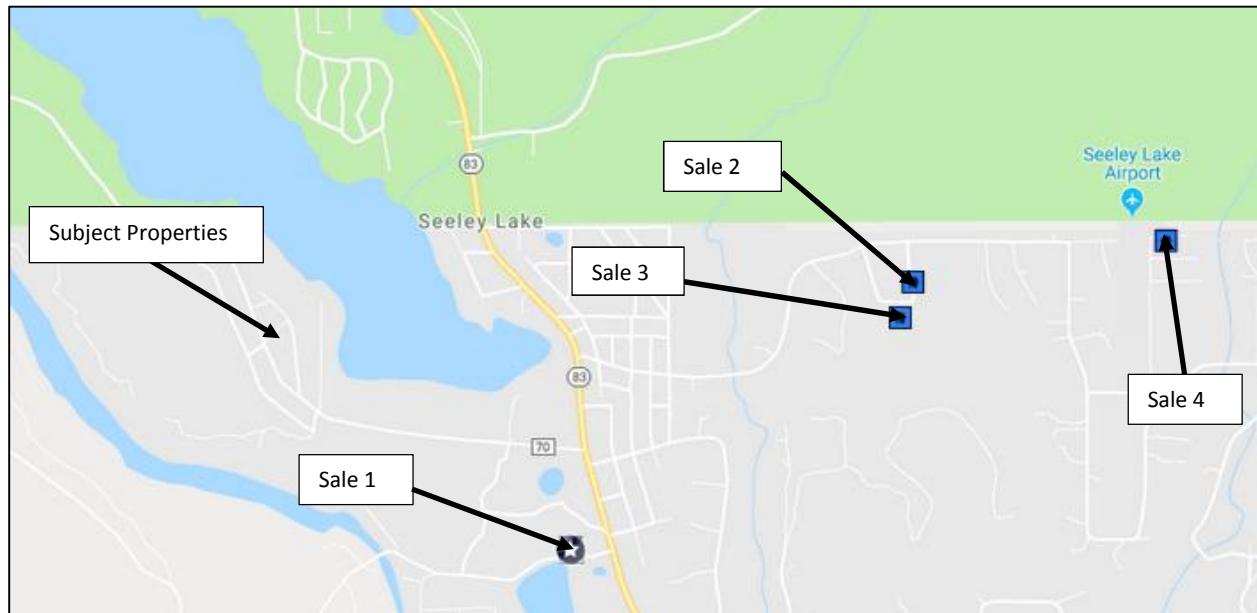 83
Sale 2
Seeley Lake
Airport
Seeley Lake
Subject Properties
Sale 3
83
Sale 4
70
Sale 1